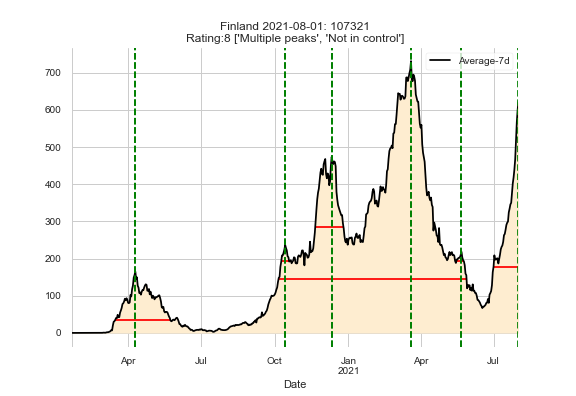 Finland 2021-08-01: 107321
Rating:8 ['Multiple peaks', 'Not in control']
Average-7d
700
600
500
400
300
200
100
0
Apr Jul Oct Jan Apr Jul
2021
Date